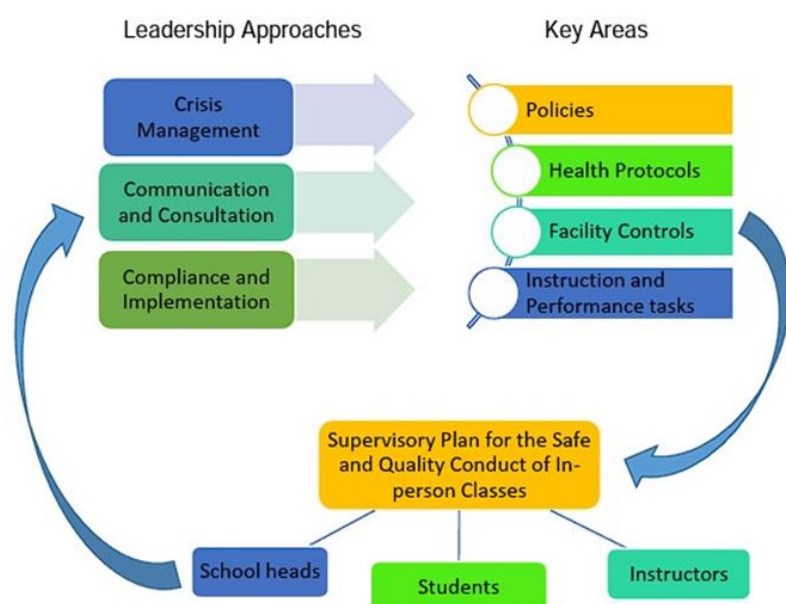 Leadership Approaches
Key Areas
Crisis
Management
Communication
and Consultation
Compliance and
Implementation
Policies
Health Protocols
Facility Controls
Instruction and
Performance tasks
Supervisory Plan for the Safe
and Quality Conduct of In-
person Classes
School heads
Students
Instructors